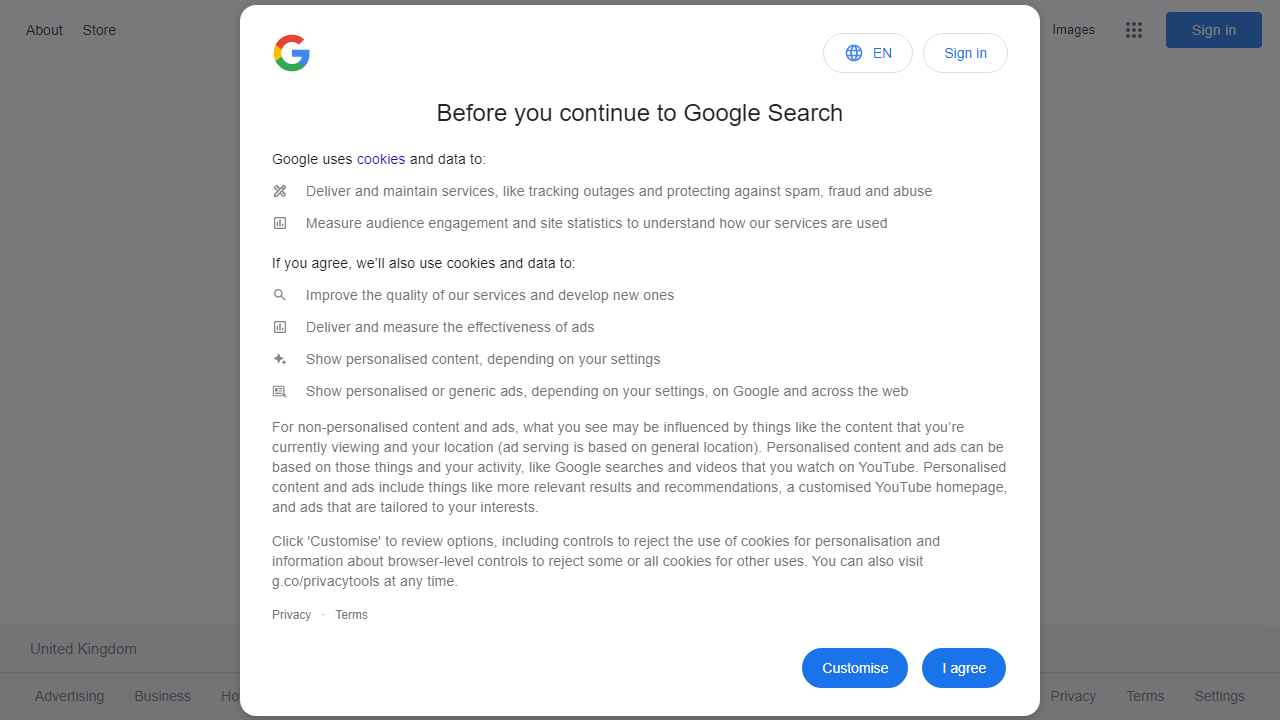 About Store
Images
Sign in
EN
Sign in
Before you continue to Google Search
Google uses cookies and data to:
Deliver and maintain services, like tracking outages and protecting against spam, fraud and abuse
Measure audience engagement and site statistics to understand how our services are used
If you agree, we’ll also use cookies and data to:
Improve the quality of our services and develop new ones
Deliver and measure the effectiveness of ads
Show personalised content, depending on your settings
Show personalised or generic ads, depending on your settings, on Google and across the web
For non-personalised content and ads, what you see may be influenced by things like the content that you’re
currently viewing and your location (ad serving is based on general location). Personalised content and ads can be
based on those things and your activity, like Google searches and videos that you watch on YouTube. Personalised
content and ads include things like more relevant results and recommendations, a customised YouTube homepage,
and ads that are tailored to your interests.
Click 'Customise' to review options, including controls to reject the use of cookies for personalisation and
information about browser-level controls to reject some or all cookies for other uses. You can also visit
g.co/privacytools at any time.
Privacy · Terms
Customise
I agree
United Kingdom
Advertising Business
Privacy Terms Settings